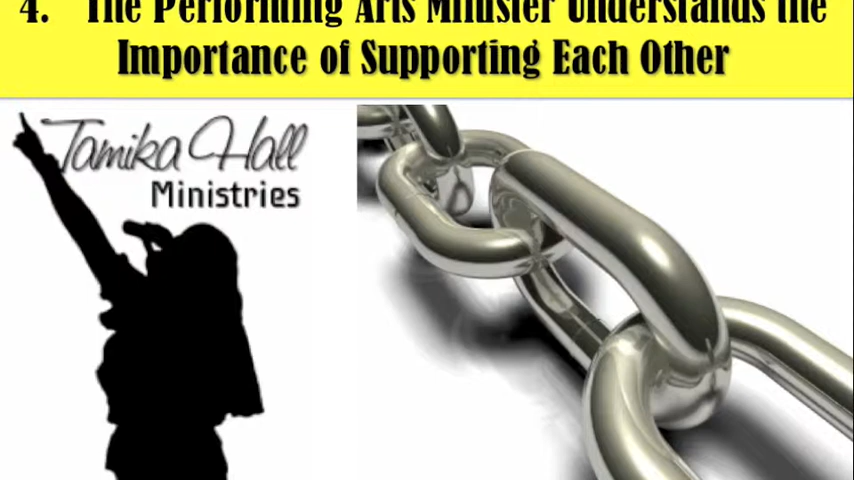 4. The Performing Arts Minister Understands the
Importance of Supporting Each Other
Tamika Hall
Ministries